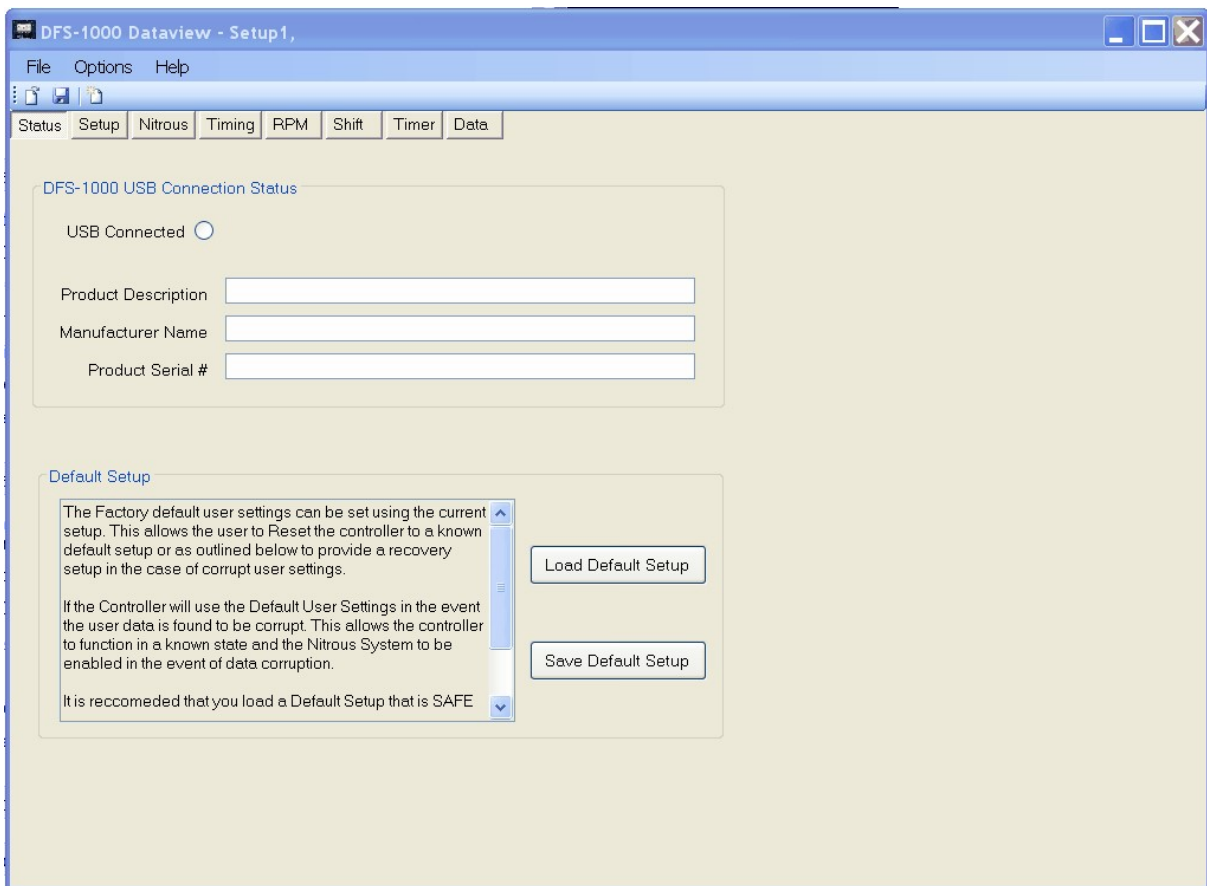 DFS-1000 Dataview - Setup1,
File Options Help
Status Setup Nitrous Timing RPM Shift Timer Data
DFS-1000 USB Connection Status
USB Connected
Product Description
Manufacturer Name
Product Serial #
Default Setup
The Factory default user settings can be set using the current
setup. This allows the user to Reset the controller to a known
default setup or as outlined below to provide a recovery
setup in the case of corrupt user settings.
If the Controller will use the Default User Settings in the event
the user data is found to be corrupt. This allows the controller
to function in a known state and the Nitrous System to be
enabled in the event of data corruption.
It is reccomeded that you load a Default Setup that is SAFE
Load Default Setup
Save Default Setup